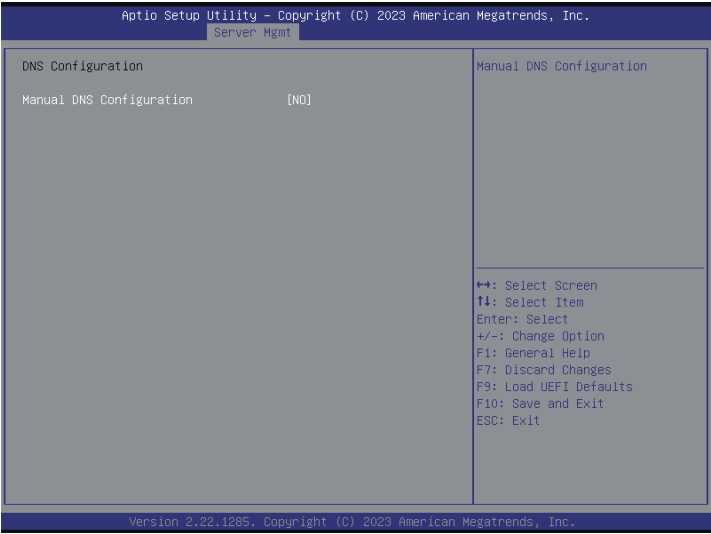 Aptio Setup Utility – Copyright (C) 2023 American Megatrends, Inc.
Server Mgmt
DNS Configuration
Manual DNS Configuration [NO]
Manual DNS Configuration
↔: Select Screen
↑↓: Select Item
Enter: Select
+/-: Change Option
F1: General Help
F7: Discard Changes
F9: Load UEFI Defaults
F10: Save and Exit
ESC: Exit
Version 2.22.1285. Copyright (C) 2023 American Megatrends, Inc.